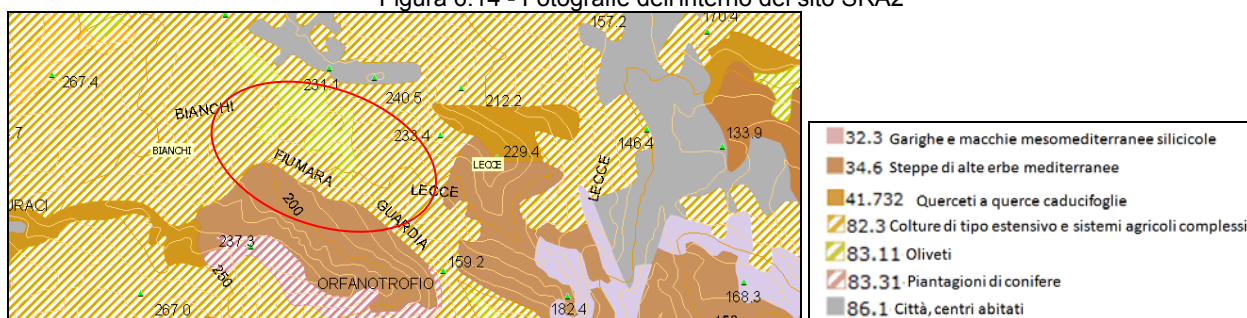 Figura 6.14 - Fotografie dell'interno del sito SRA2
157.2
170.4
267.4
231.1
240.5
212.2
BIANCHI
146.4
133.9
7
233.4
BIANCHI
229.4
FIUMARA
LECCE
LECCE
LECCE
200
URACI
GUARDIA
237.3
250
159.2
ORFANOTROFIO
267.0
182.4
168.3
32.3 Garighe e macchie mesomediterranee silicicole
34.6 Steppe di alte erbe mediterranee
41.732 Querceti a querce caducifoglie
82.3 Colture di tipo estensivo e sistemi agricoli complessi
83.11 Oliveti
83.31 Piantagioni di conifere
86.1 Città, centri abitati